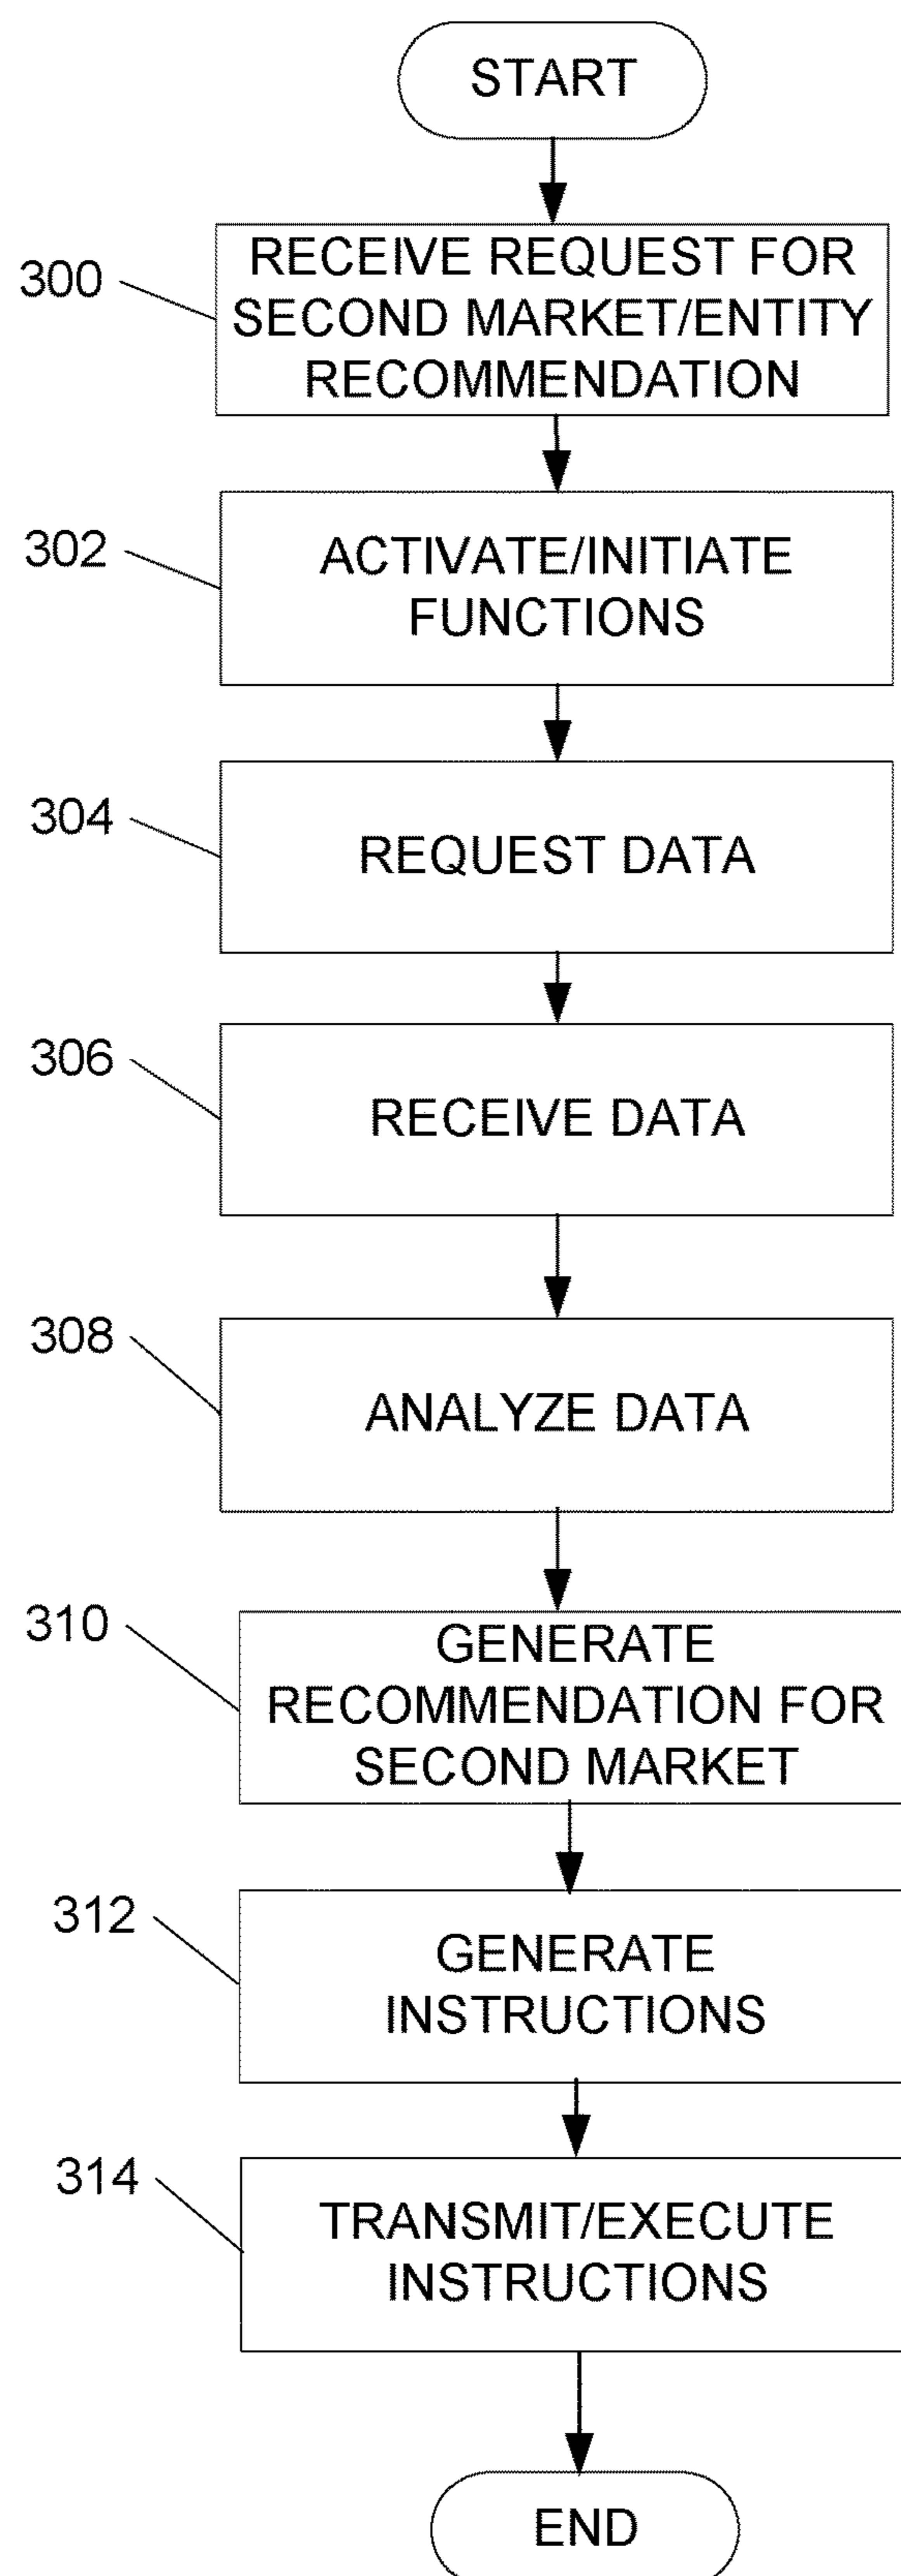 START
300
RECEIVE REQUEST FOR
SECOND MARKET/ENTITY
RECOMMENDATION
302
ACTIVATE/INITIATE
FUNCTIONS
304
REQUEST DATA
306
RECEIVE DATA
308
ANALYZE DATA
310
GENERATE
RECOMMENDATION FOR
SECOND MARKET
312
GENERATE
INSTRUCTIONS
314
TRANSMIT/EXECUTE
INSTRUCTIONS
END